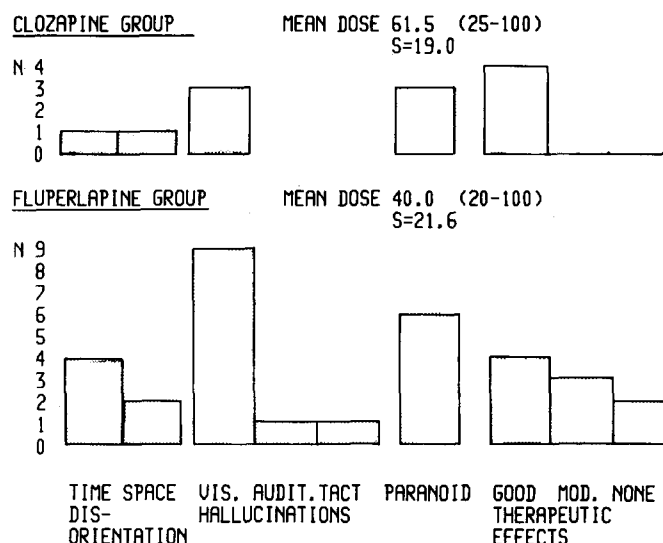 CLOZAPINE GROUP MEAN DOSE 61.5 (25-100)
S=19.0
N 4
3
2
1
0
FLUPERLAPINE GROUP MEAN DOSE 40.0 (20-100)
S=21.6
N 9
8
7
6
5
4
3
2
1
0
TIME SPACE VIS. AUDIT.TACT PARANOID GOOD MOD. NONE
DIS- HALLUCINATIONS THERAPEUTIC
ORIENTATION EFFECTS